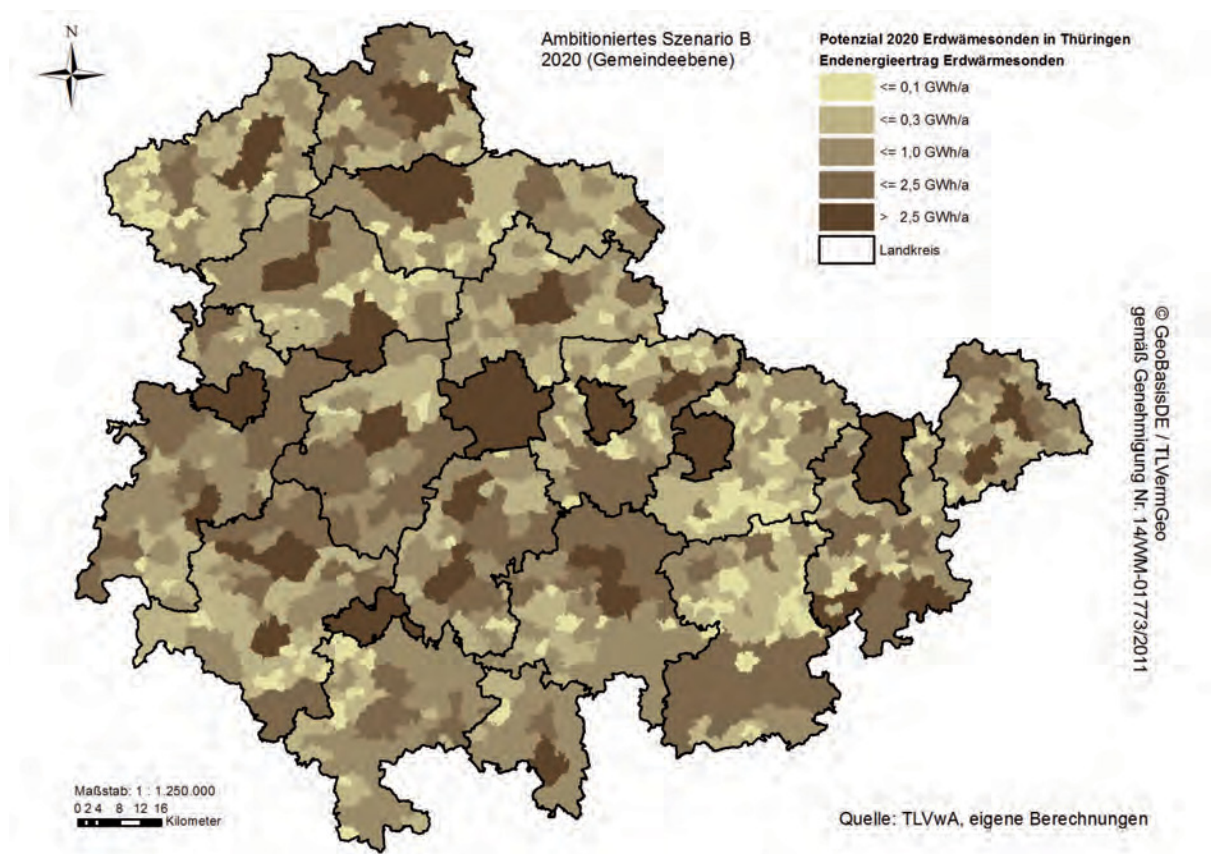 N
Ambitioniertes Szenario B
2020 (Gemeindeebene)
Potenzial 2020 Erdwämesonden in Thüringen
Endenergieertrag Erdwärmesonden
<= 0,1 GWh/a
<= 0,3 GWh/a
<= 1,0 GWh/a
<= 2,5 GWh/a
> 2,5 GWh/a
Landkreis
© GeoBasisDE / TLVermGeo
gemäß Genehmigung Nr. 14/WM-01773/2011
Maßstab: 1 : 1.250.000
0 2 4 8 12 16
Kilometer
Quelle: TLVwA, eigene Berechnungen